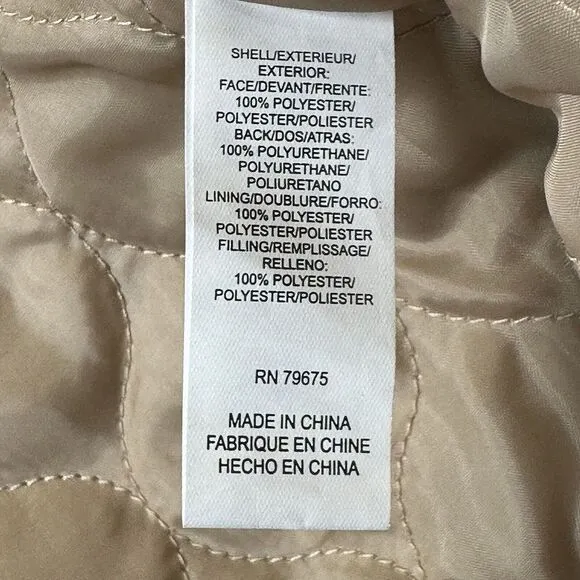 SHELL/EXTERIEUR/
EXTERIOR:
FACE/DEVANT/FRENTE:
100% POLYESTER/
POLYESTER/POLIESTER
BACK/DOS/ATRAS:
100% POLYURETHANE/
POLYURETHANE/
POLIURETANO
LINING/DOUBLURE/FORRO:
100% POLYESTER/
POLYESTER/POLIESTER
FILLING/REMPLISSAGE/
RELLENO:
100% POLYESTER/
POLYESTER/POLIESTER
RN 79675
MADE IN CHINA
FABRIQUE EN CHINE
HECHO EN CHINA